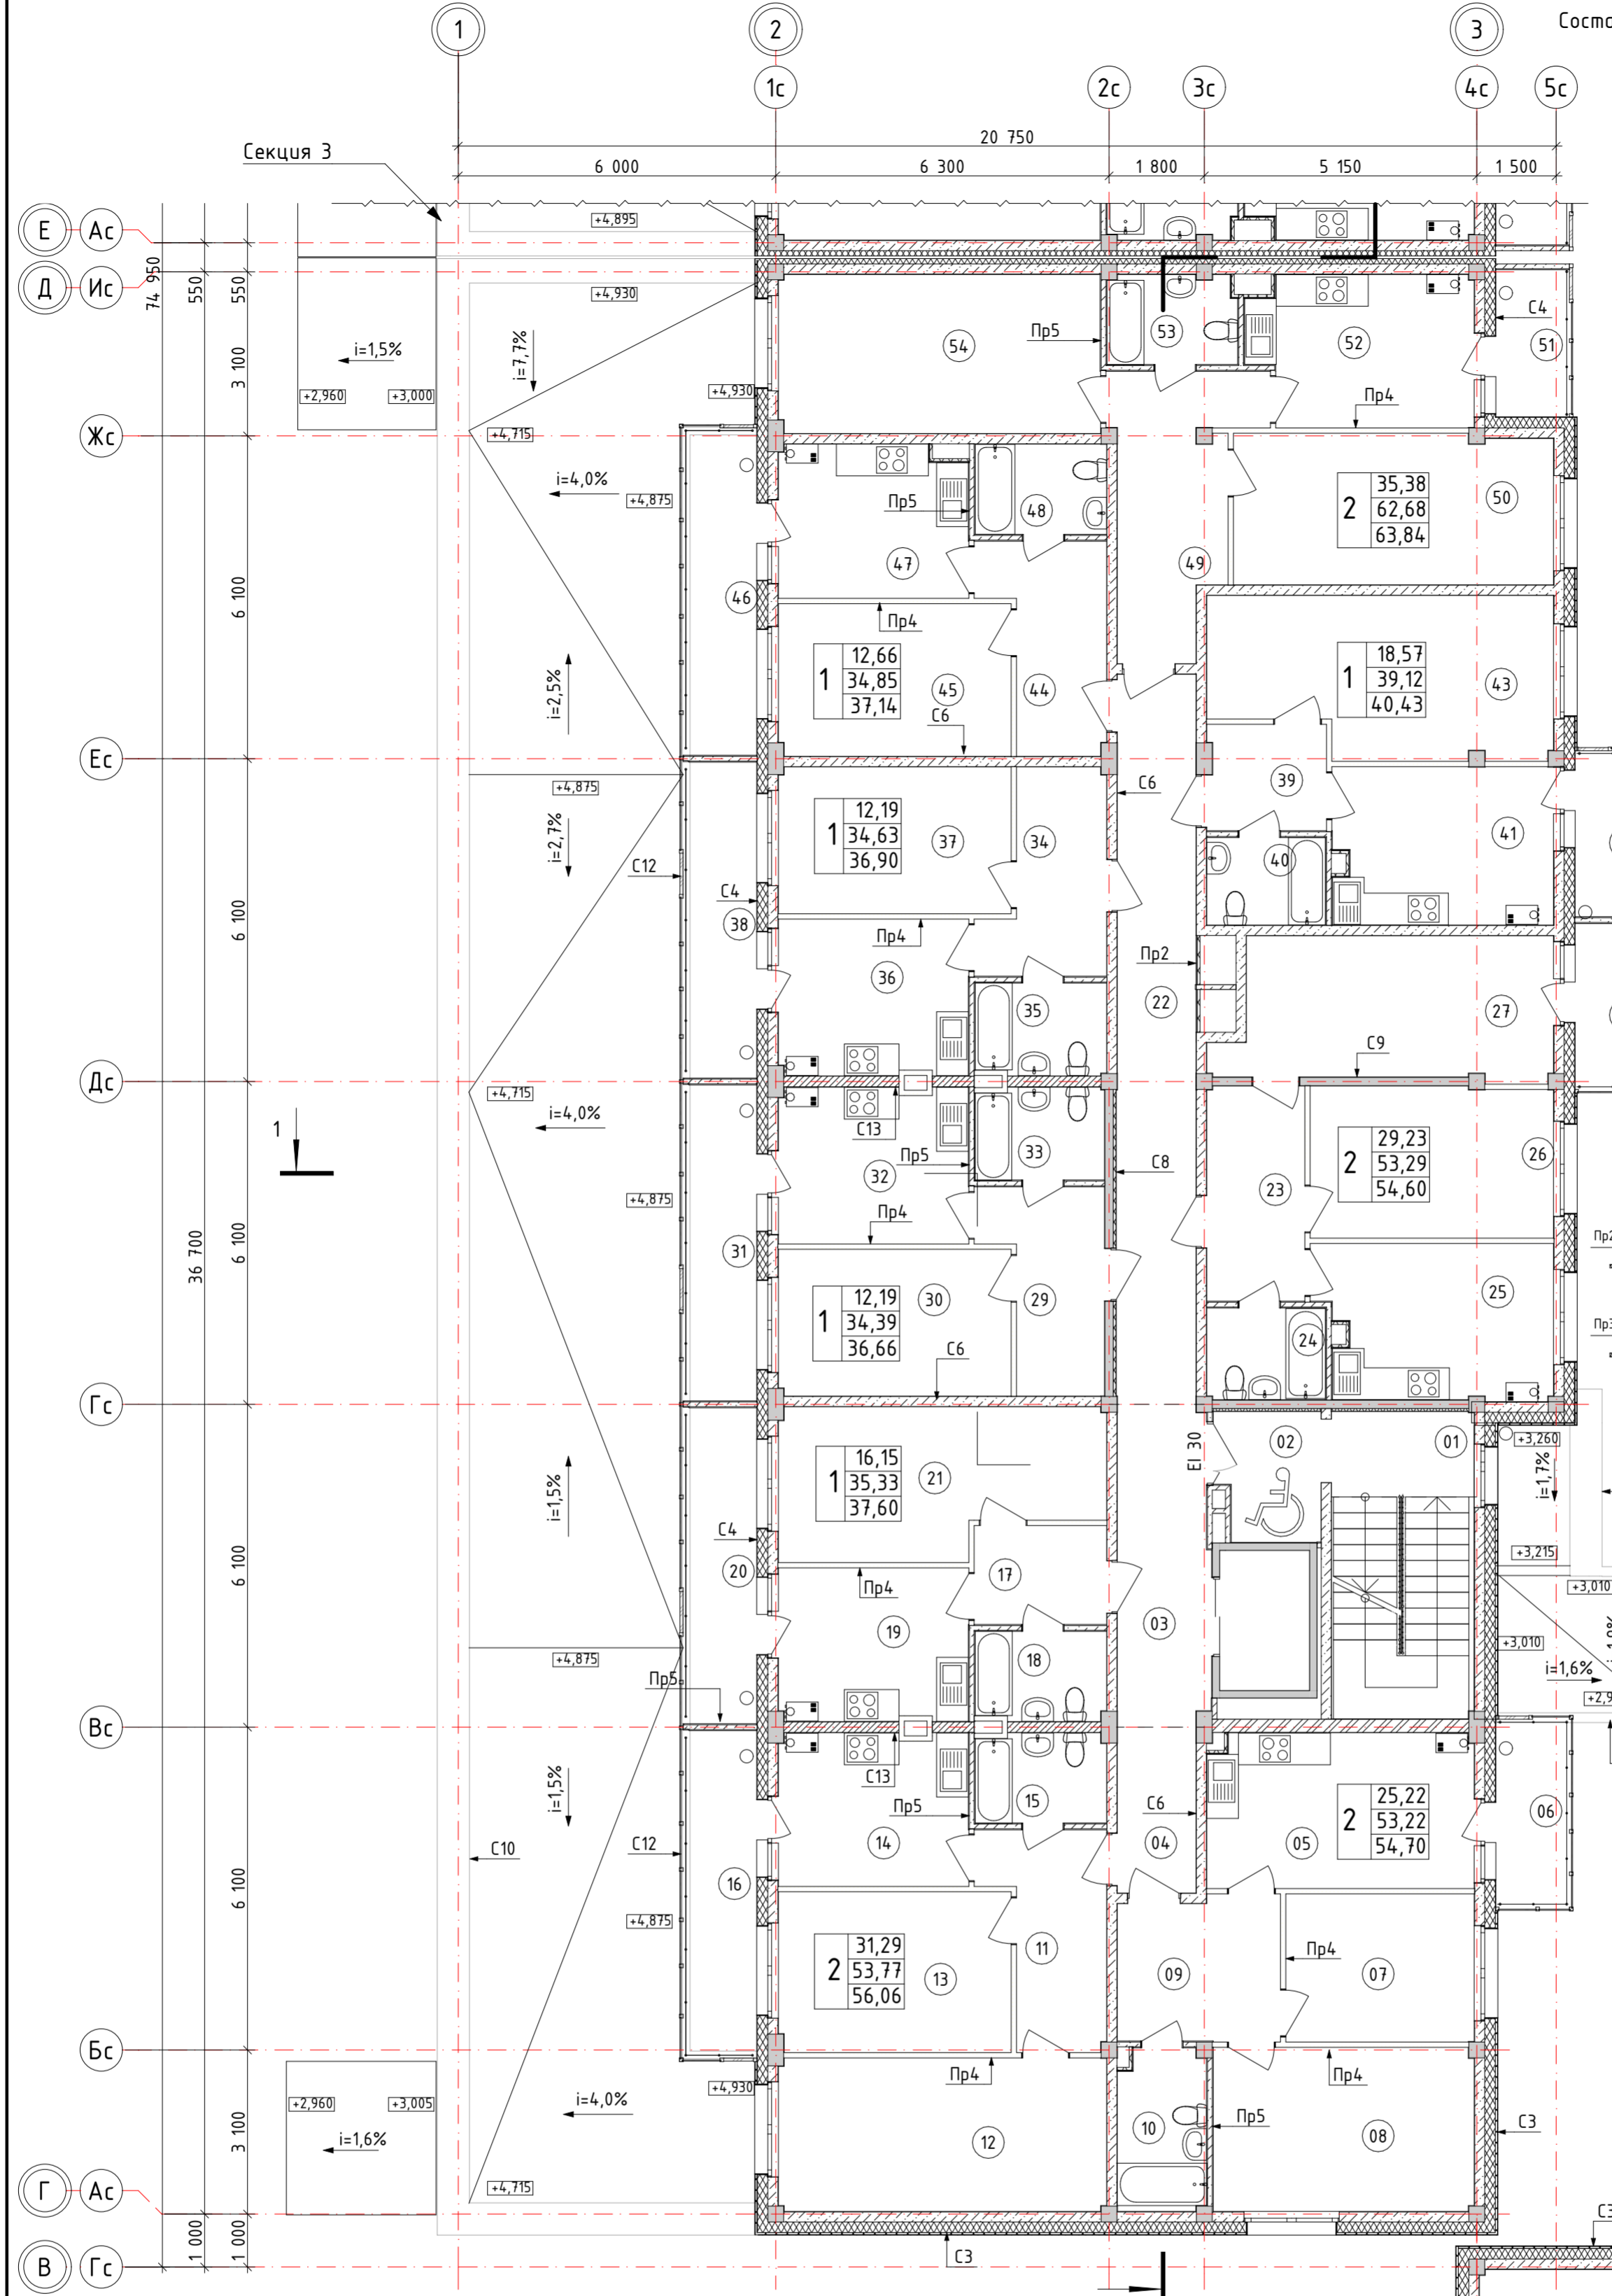 1
2
3
Состо
1с
2с
3с
4с
5с
20 750
Секция 3
6 000
6 300
1 800
5 150
1 500
+4,895
Е
Ас
74 950
550
550
Д
Ис
+4,930
i=7,7%
i=1,5%
3 100
54
Пр5
53
52
С4
51
+2,960
+3,000
+4,930
Пр4
Жс
+4,715
i=4,0%
+4,875
Пр5
48
2
35,38
62,68
63,84
50
47
49
6 100
46
Пр4
i=2,5%
1
12,66
34,85
37,14
45
44
1
18,57
39,12
40,43
43
С6
Ес
+4,875
С6
39
i=2,7%
1
12,19
34,63
36,90
37
34
41
40
С12
С4
6 100
38
Пр4
36
Пр2
22
35
27
С9
Дс
+4,715
i=4,0%
1
С13
33
2
29,23
53,29
54,60
26
Пр5
32
С8
23
+4,875
Пр4
6 100
36 700
31
Пр2
1
12,19
34,39
36,66
30
29
25
24
Пр3
С6
Гс
EI 30
02
01
+3,260
i=1,7%
1
16,15
35,33
37,60
21
i=1,5%
С4
20
Пр4
17
+3,215
+3,010
6 100
03
19
18
+3,010
i=1,6%
+4,875
Пр5
Вс
С13
15
Пр5
С6
2
25,22
53,22
54,70
06
i=1,5%
С10
С12
14
04
05
16
6 100
+4,875
2
31,29
53,77
56,06
13
11
09
Пр4
07
Бс
Пр4
Пр4
+2,960
+3,005
+4,930
i=4,0%
i=1,6%
3 100
12
10
Пр5
08
С3
+4,715
Г
Ас
1 000
1 000
С3
С3
В
Гс